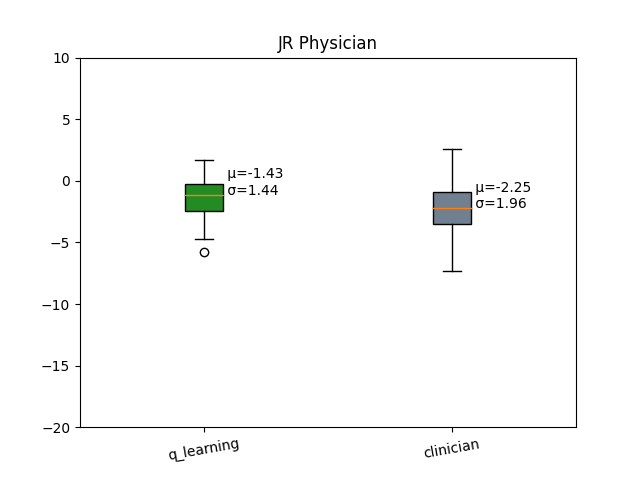 JR Physician
10
5
0
−5
−10
−15
−20
μ=-1.43
σ=1.44
μ=-2.25
σ=1.96
q_learning
clinician